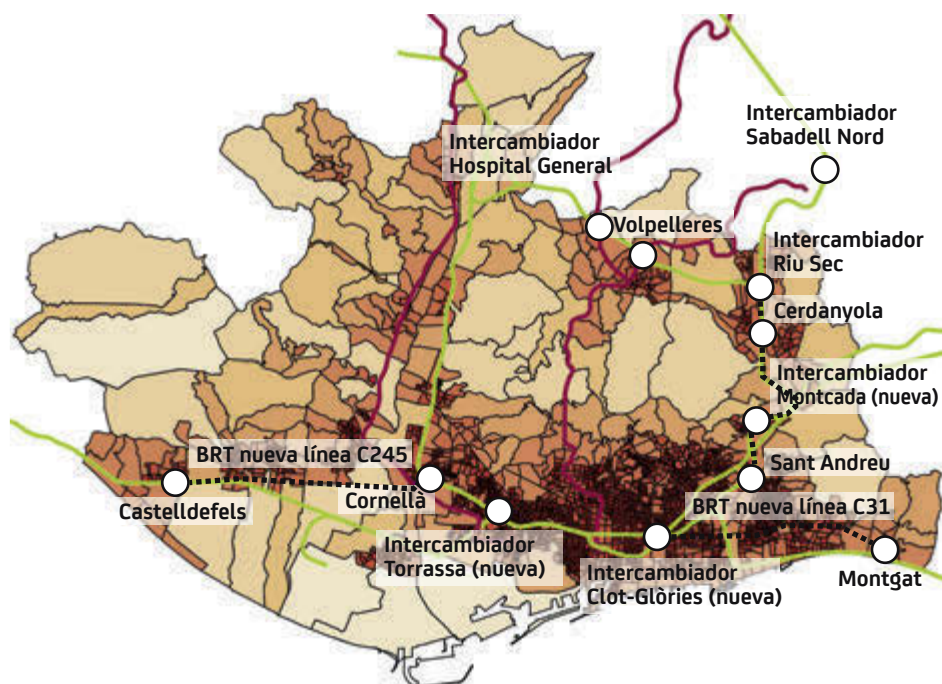 Intercambiador
Sabadell Nord
Intercambiador
Hospital General
Volpelleres
Intercambiador
Riu Sec
Cerdanyola
Intercambiador
Montcada (nueva)
BRT nueva línea C245
Sant Andreu
Cornellà
BRT nueva línea C31
Castelldefels
Intercambiador
Torrassa (nueva)
Intercambiador
Clot-Glòries (nueva)
Montgat